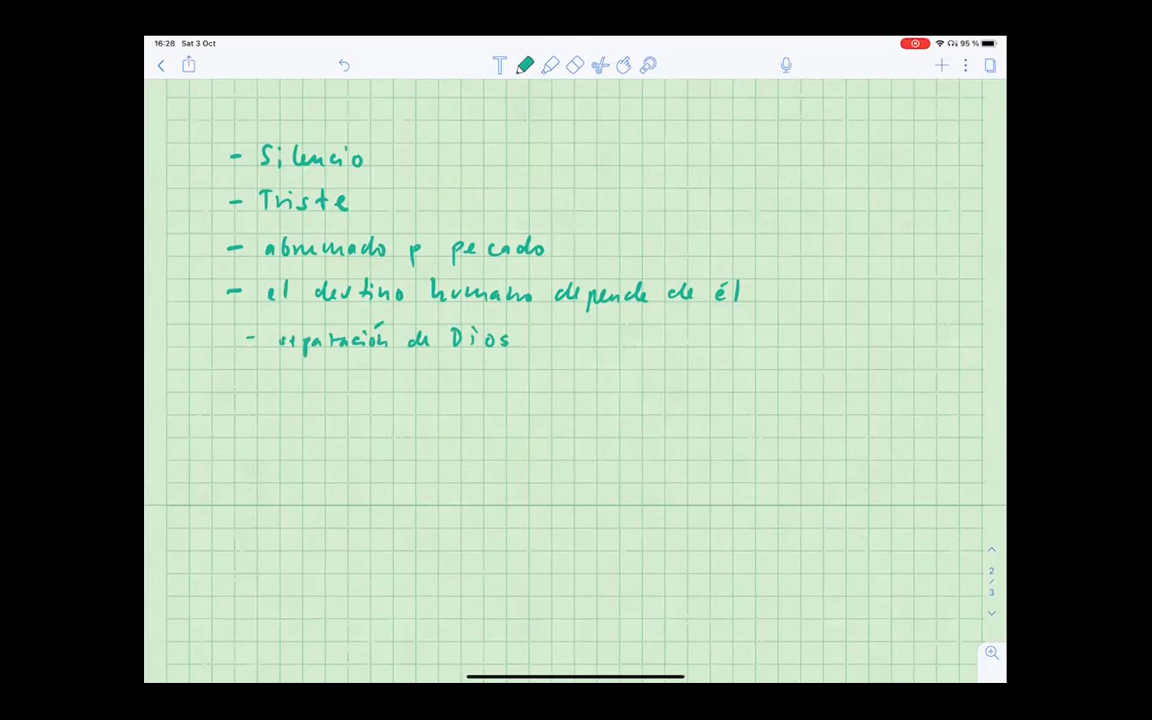 16:28 Sat 3 Oct 95 %
- Silencio
- Triste
- abrumado p pecado
- el destino humano depende de él
- separación de Dios
2
/
3